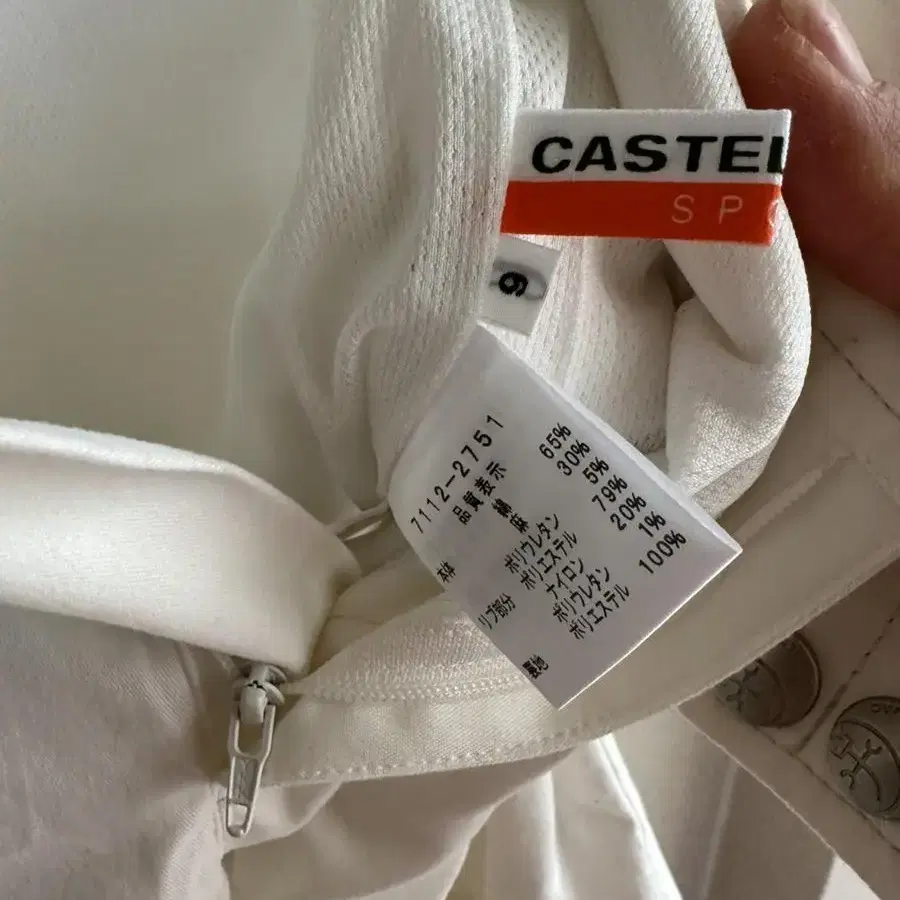 CASTEL
SP
9
7112-2751
品質表示
本体
綿 65%
麻 30%
ポリウレタン 5%
リブ部分
ポリエステル 79%
ナイロン 20%
ポリウレタン 1%
裏地
ポリエステル 100%